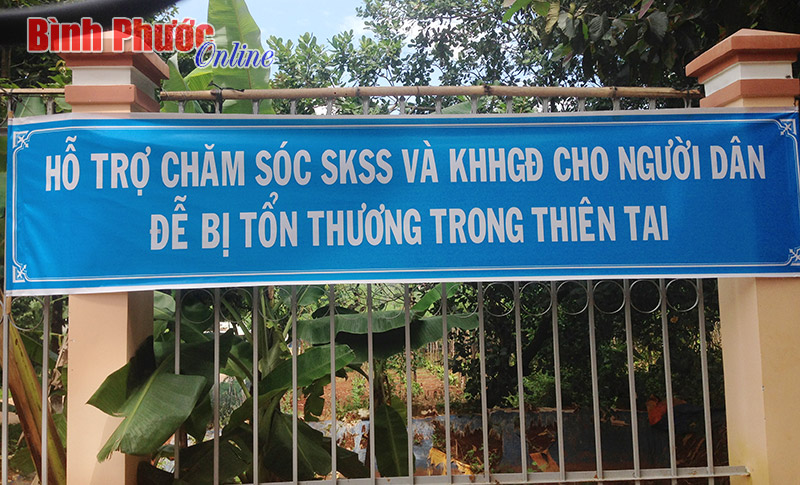 Bình Phước
Online
HỖ TRỢ CHĂM SÓC SKSS VÀ KHHGĐ CHO NGƯỜI DÂN
ĐỄ BỊ TỔN THƯƠNG TRONG THIÊN TAI